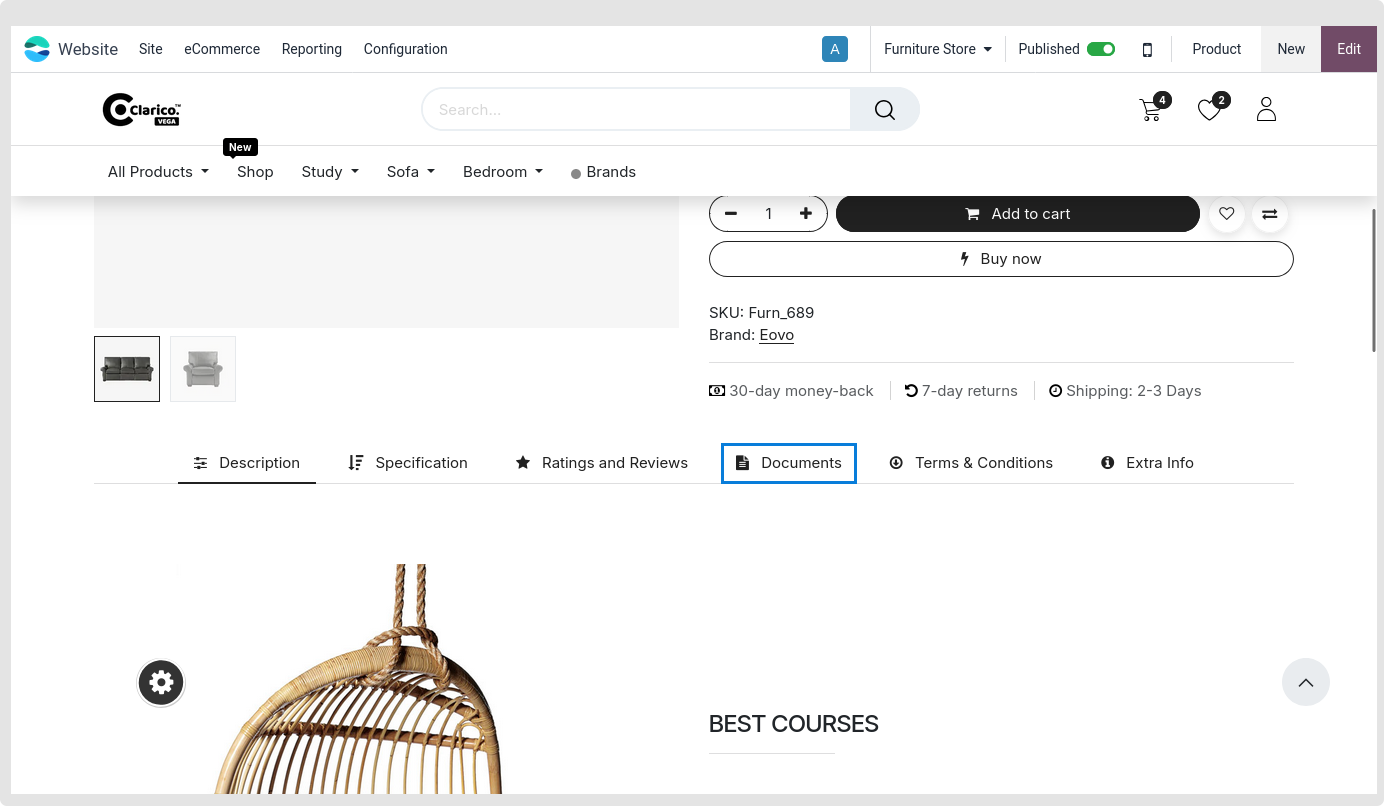 Website Site eCommerce Reporting Configuration A Furniture Store Published Product New Edit
Clarico.™ VEGA Search... 4 2
New
All Products Shop Study Sofa Bedroom Brands
1 Add to cart
Buy now
SKU: Furn_689
Brand: Eovo
30-day money-back 7-day returns Shipping: 2-3 Days
Description Specification Ratings and Reviews Documents Terms & Conditions Extra Info
BEST COURSES